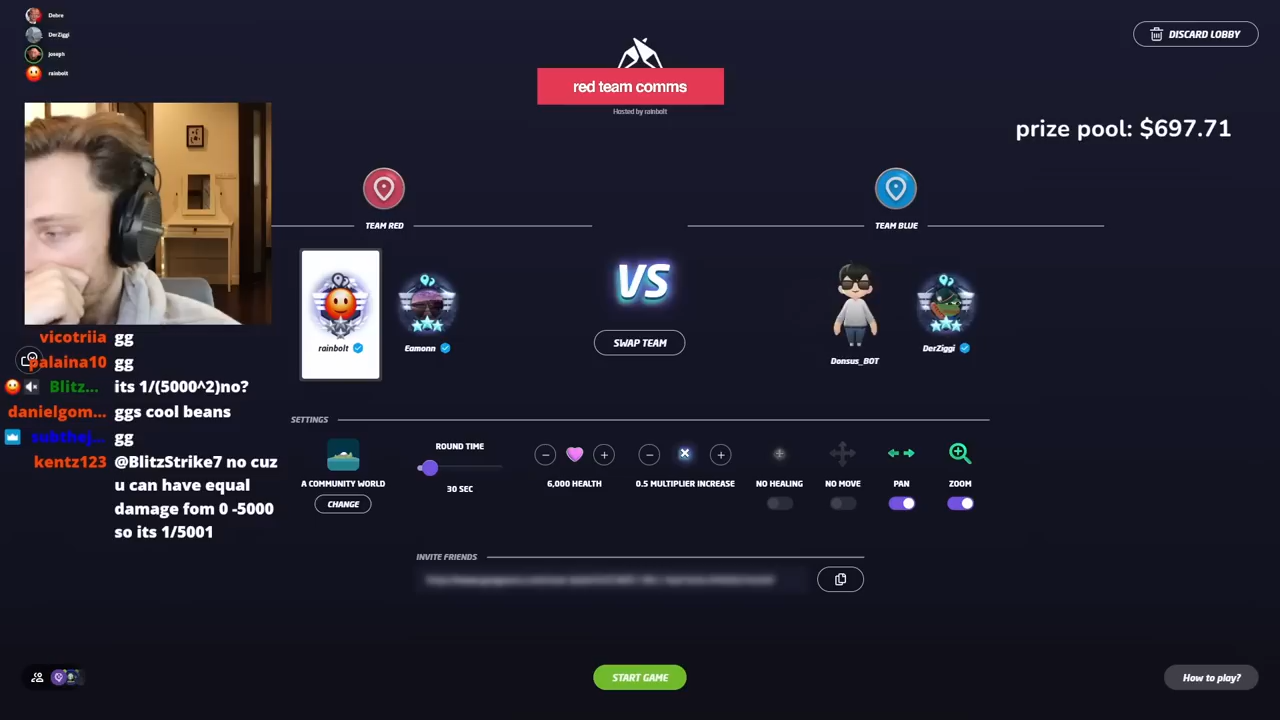 Debre
DerZiggi
joseph
rainbolt
DISCARD LOBBY
red team comms
Hosted by rainbolt
prize pool: $697.71
TEAM RED
TEAM BLUE
VS
rainbolt
Eamonn
SWAP TEAM
Donsus_BOT
DerZiggi
vicotriia gg
palaina10 gg
Blitz... its 1/(5000^2)no?
danielgom... ggs cool beans
subthej... gg
kentz123 @BlitzStrike7 no cuz
u can have equal
damage fom 0 -5000
so its 1/5001
SETTINGS
A COMMUNITY WORLD
CHANGE
ROUND TIME
30 SEC
6,000 HEALTH
0.5 MULTIPLIER INCREASE
NO HEALING
NO MOVE
PAN
ZOOM
INVITE FRIENDS
START GAME
How to play?